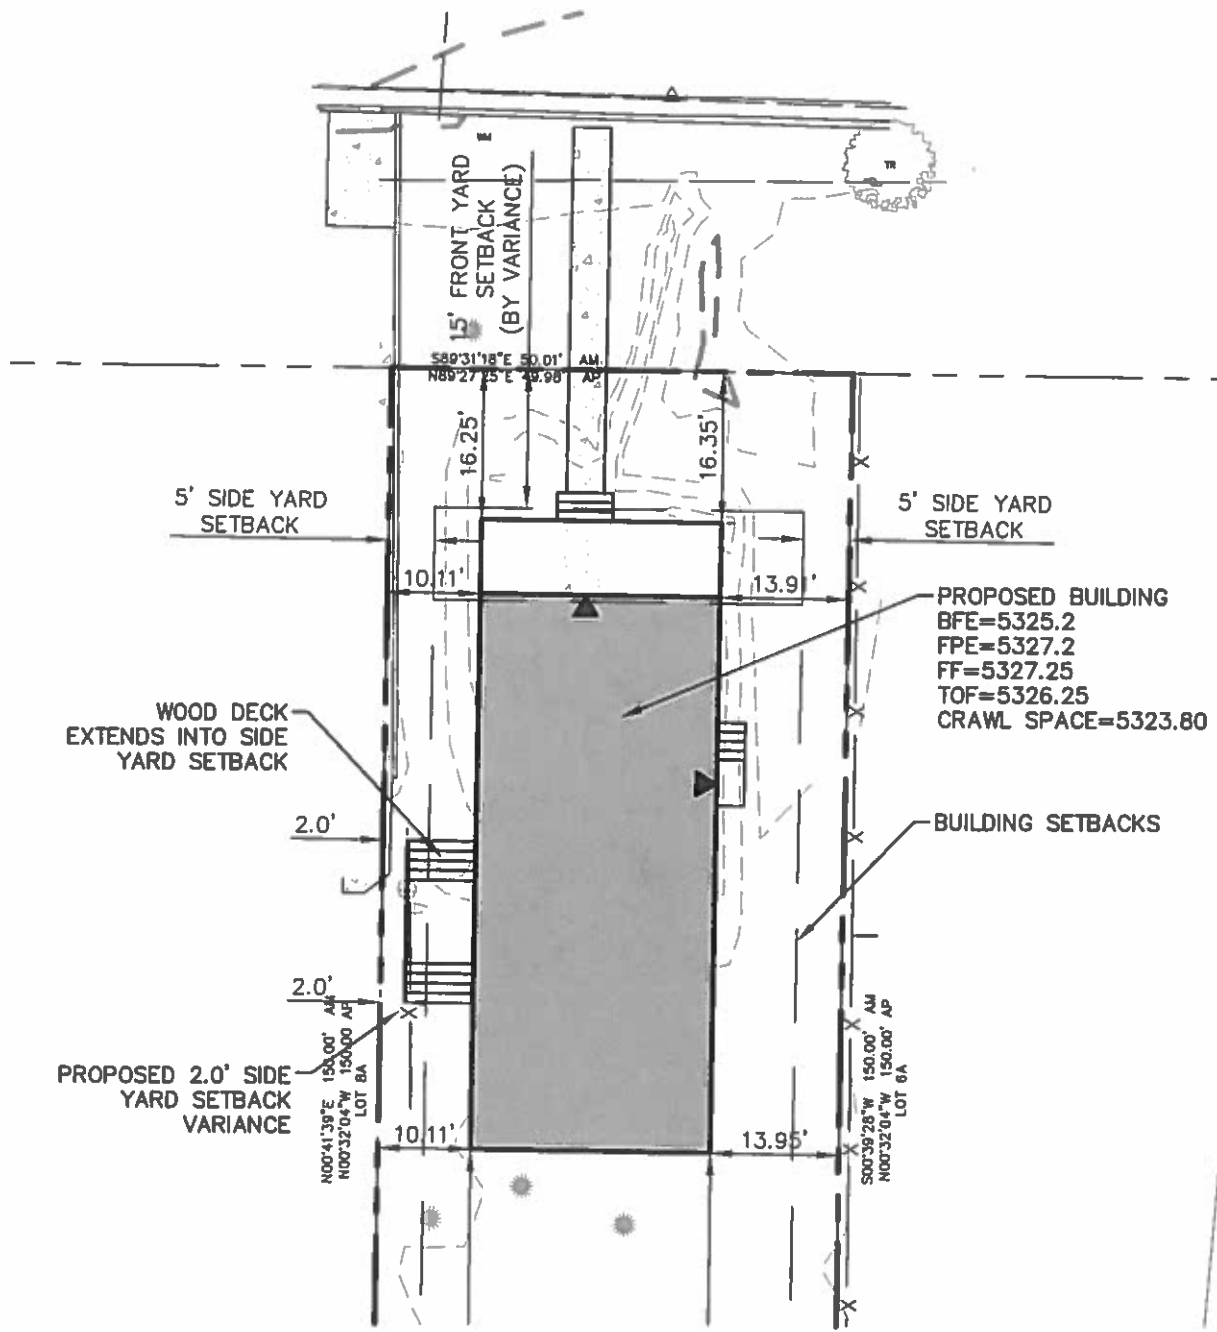 WM
TR
15' FRONT YARD
SETBACK
(BY VARIANCE)
S89°31'18"E 50.01' AM
N89°27'25"E 49.98' AP
16.25'
16.35'
5' SIDE YARD
SETBACK
5' SIDE YARD
SETBACK
10.11'
13.91'
PROPOSED BUILDING
BFE=5325.2
FPE=5327.2
FF=5327.25
TOF=5326.25
CRAWL SPACE=5323.80
WOOD DECK
EXTENDS INTO SIDE
YARD SETBACK
2.0'
BUILDING SETBACKS
2.0'
PROPOSED 2.0' SIDE
YARD SETBACK
VARIANCE
N00°41'39"E 150.00' AM
N00°32'04"W 150.00 AP
LOT 8A
10.11'
13.95'
S00°39'28"W 150.00' AM
N00°32'04"W 150.00' AP
LOT 6A